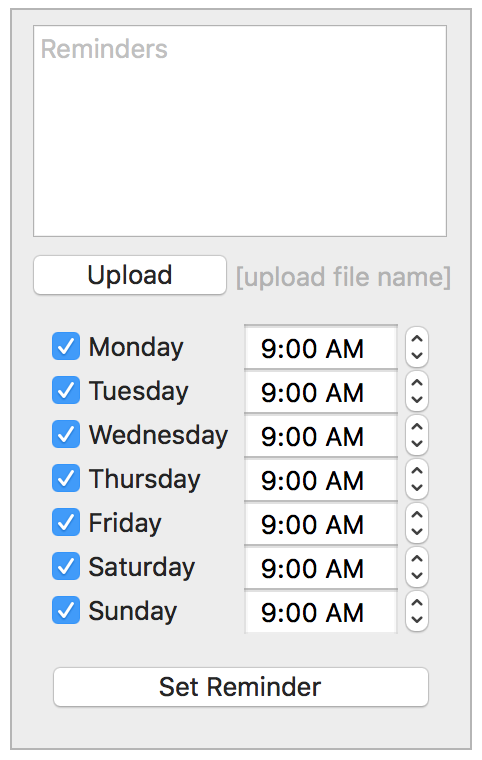 Reminders
Upload [upload file name]
Monday 9:00 AM
Tuesday 9:00 AM
Wednesday 9:00 AM
Thursday 9:00 AM
Friday 9:00 AM
Saturday 9:00 AM
Sunday 9:00 AM
Set Reminder